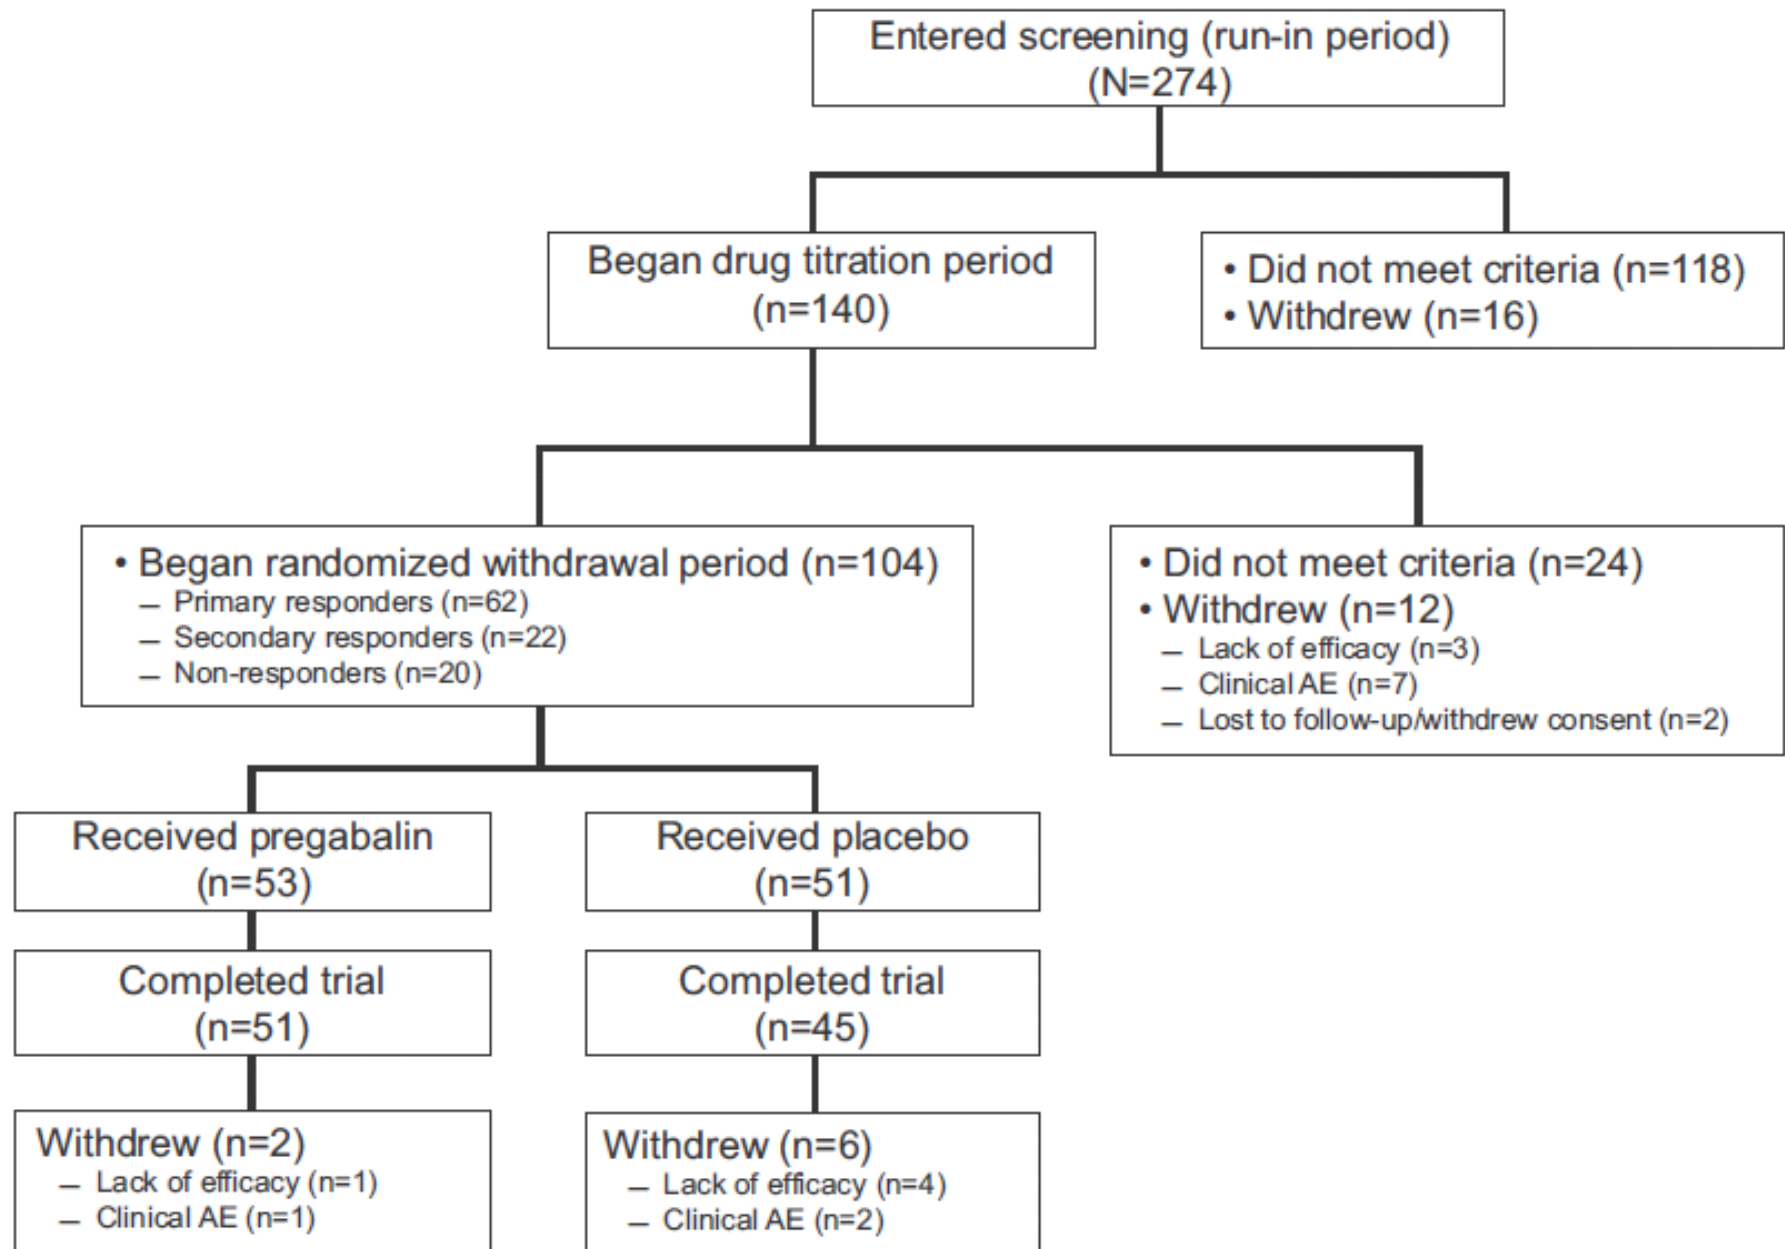 Entered screening (run-in period)
(N=274)
Began drug titration period
(n=140)
• Did not meet criteria (n=118)
• Withdrew (n=16)
• Began randomized withdrawal period (n=104)
– Primary responders (n=62)
– Secondary responders (n=22)
– Non-responders (n=20)
• Did not meet criteria (n=24)
• Withdrew (n=12)
– Lack of efficacy (n=3)
– Clinical AE (n=7)
– Lost to follow-up/withdrew consent (n=2)
Received pregabalin
(n=53)
Received placebo
(n=51)
Completed trial
(n=51)
Completed trial
(n=45)
Withdrew (n=2)
– Lack of efficacy (n=1)
– Clinical AE (n=1)
Withdrew (n=6)
– Lack of efficacy (n=4)
– Clinical AE (n=2)